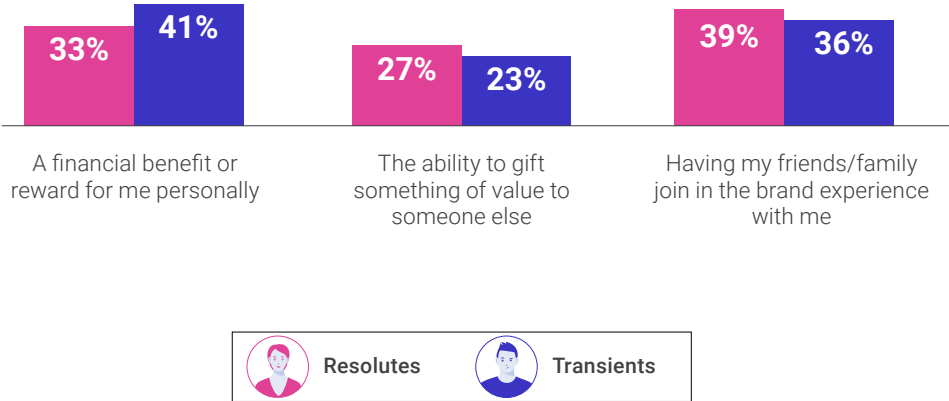 33%
41%
27%
23%
39%
36%
A financial benefit or
reward for me personally
The ability to gift
something of value to
someone else
Having my friends/family
join in the brand experience
with me
Resolutes
Transients